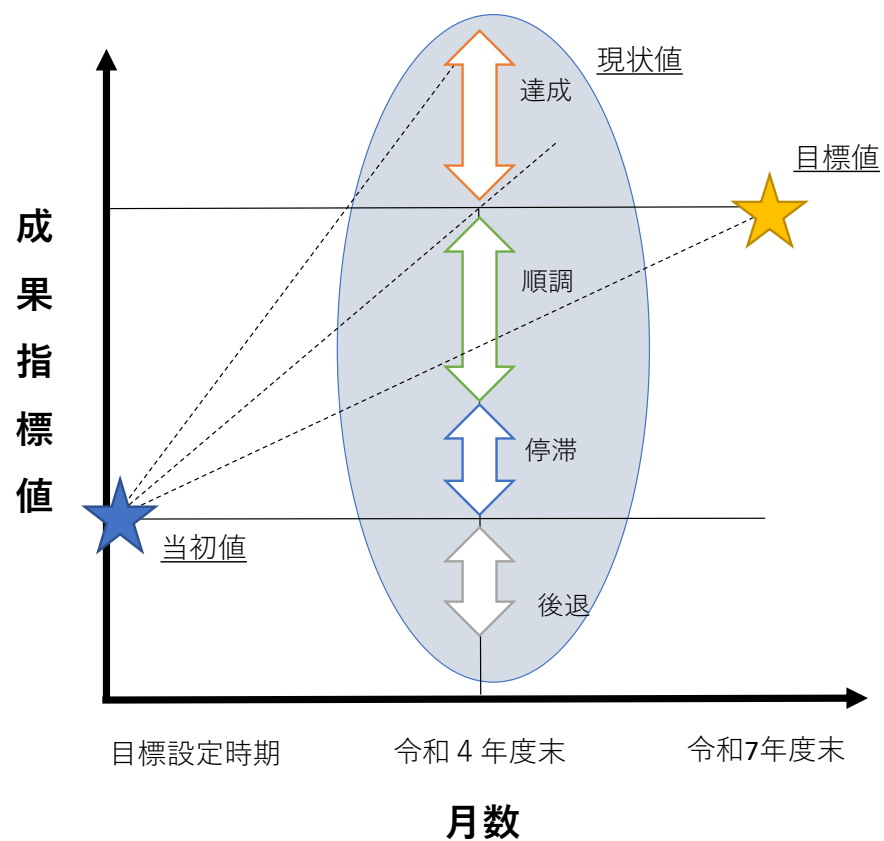 現状値
達成
目標値
成果指標値
順調
停滞
当初値
後退
目標設定時期
令和４年度末
令和7年度末
月数